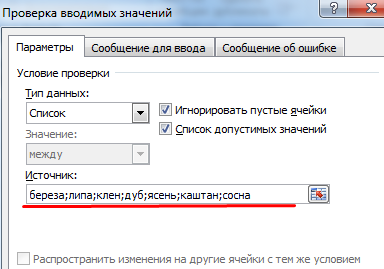 Проверка вводимых значений
Параметры Сообщение для ввода Сообщение об ошибке
Условие проверки
Тип данных:
Список
Игнорировать пустые ячейки
Значение:
Список допустимых значений
между
Источник:
береза;липа;клен;дуб;ясень;каштан;сосна
Распространить изменения на другие ячейки с тем же условием